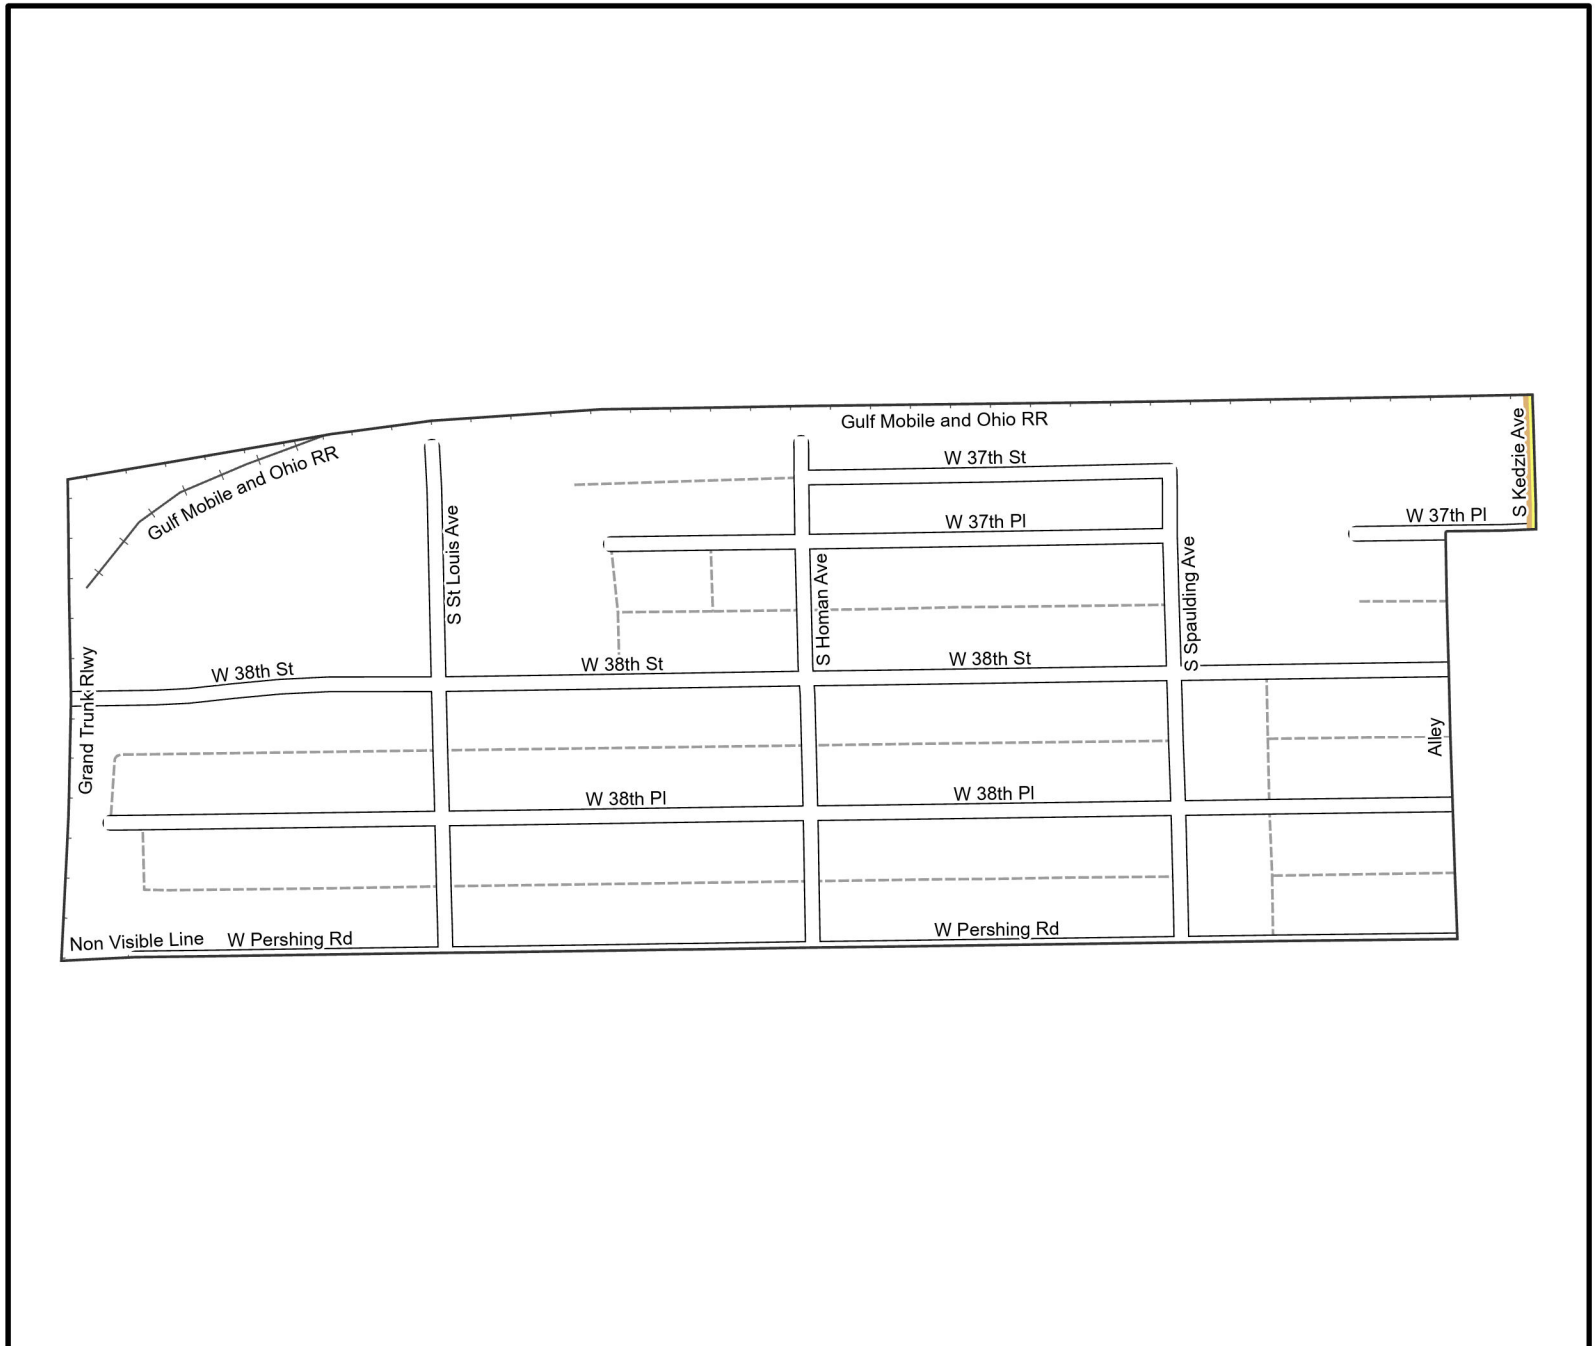 Gulf Mobile and Ohio RR
S Kedzie Ave
Gulf Mobile and Ohio RR
W 37th St
W 37th Pl
W 37th Pl
S St Louis Ave
S Homan Ave
S Spaulding Ave
W 38th St
W 38th St
W 38th St
Grand Trunk Rlwy
Alley
W 38th Pl
W 38th Pl
Non Visible Line
W Pershing Rd
W Pershing Rd